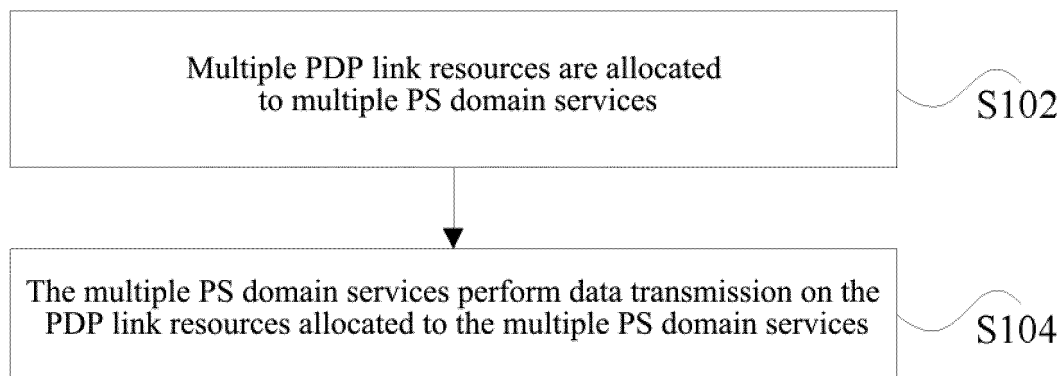 Multiple PDP link resources are allocated
to multiple PS domain services
S102
The multiple PS domain services perform data transmission on the
PDP link resources allocated to the multiple PS domain services
S104